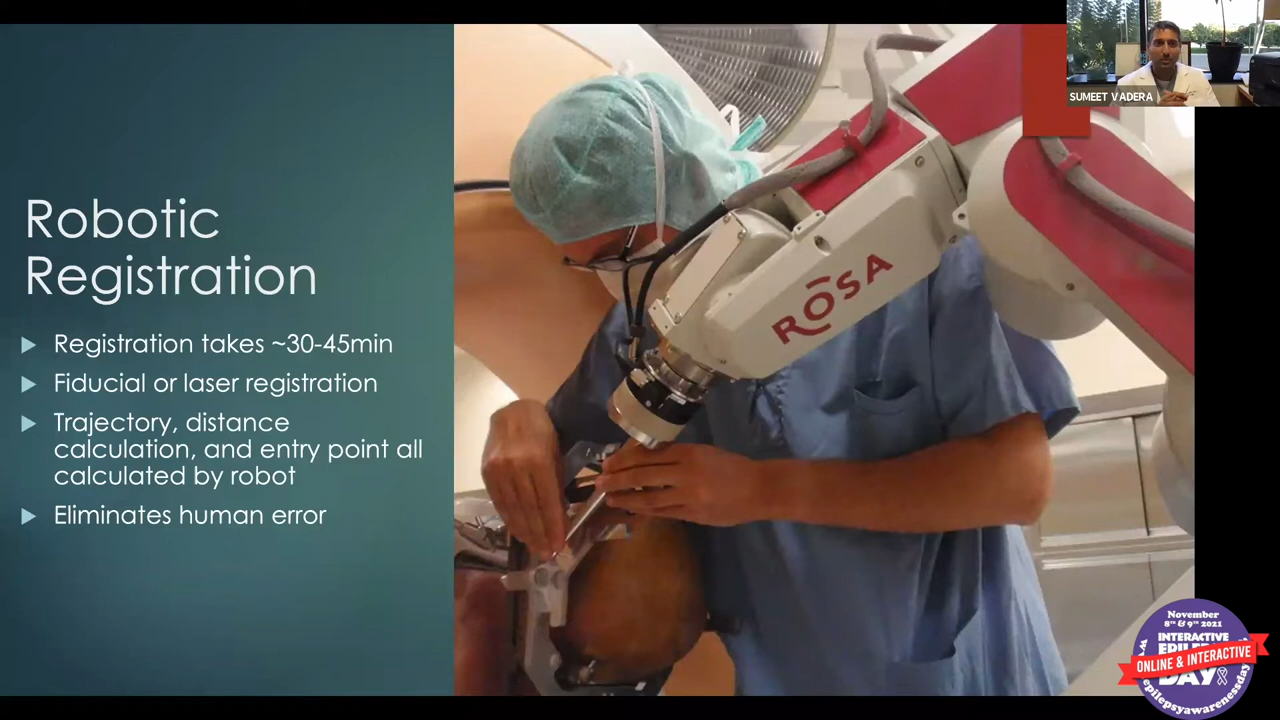 SUMEET VADERA
Robotic
Registration
Registration takes ~30-45min
Fiducial or laser registration
Trajectory, distance
calculation, and entry point all
calculated by robot
Eliminates human error
ROSA
November
8TH & 9TH 2021
INTERACTIVE
ONLINE & INTERACTIVE
DAY
epilepsyawarenessday